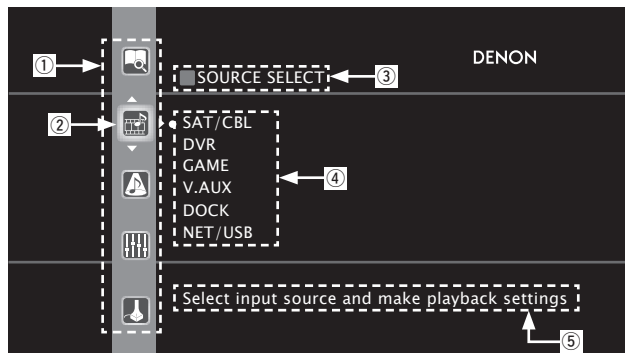 ①
DENON
SOURCE SELECT
③
②
SAT/CBL
DVR
GAME
V.AUX
④
DOCK
NET/USB
Select input source and make playback settings
⑤